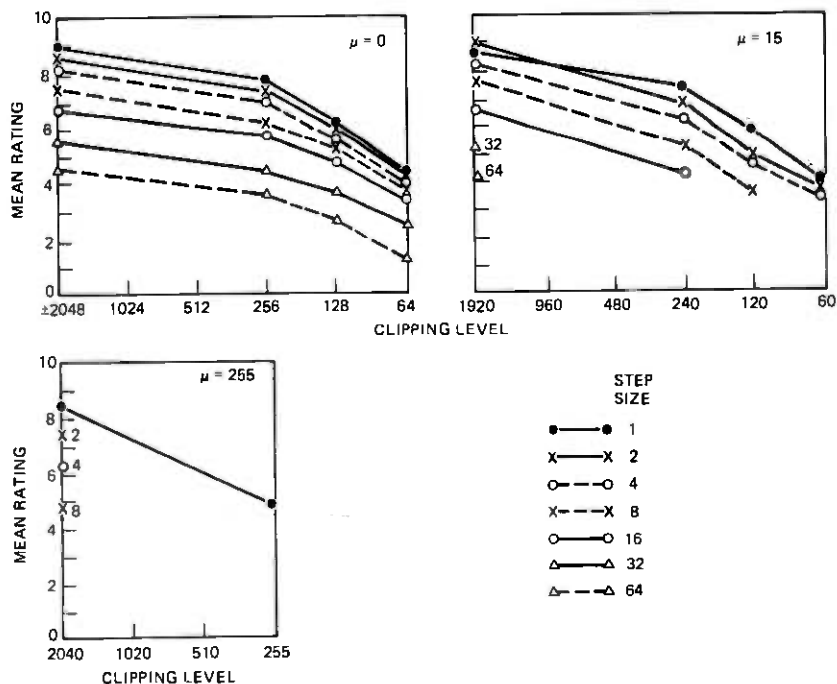 10
8
6
4
2
0
MEAN RATING
μ = 0
±2048 1024 512 256 128 64
μ = 15
32
64
1920 960 480 240 120 60
CLIPPING LEVEL
10
8
6
4
2
0
MEAN RATING
μ = 255
2
4
8
2040 1020 510 255
CLIPPING LEVEL
STEP
SIZE
1
2
4
8
16
32
64